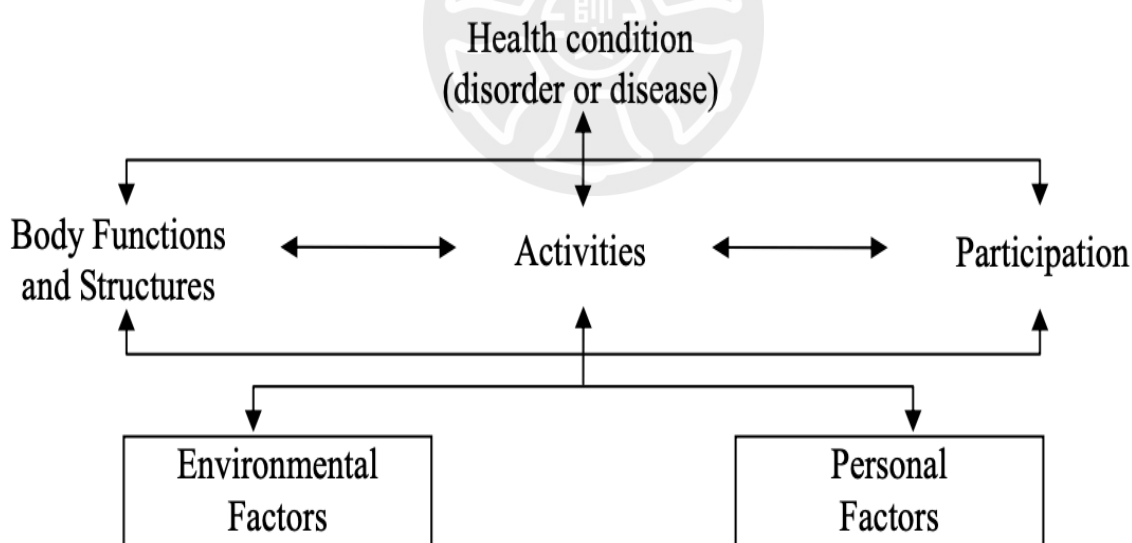 Health condition
(disorder or disease)
Body Functions
and Structures
Activities
Participation
Environmental
Factors
Personal
Factors